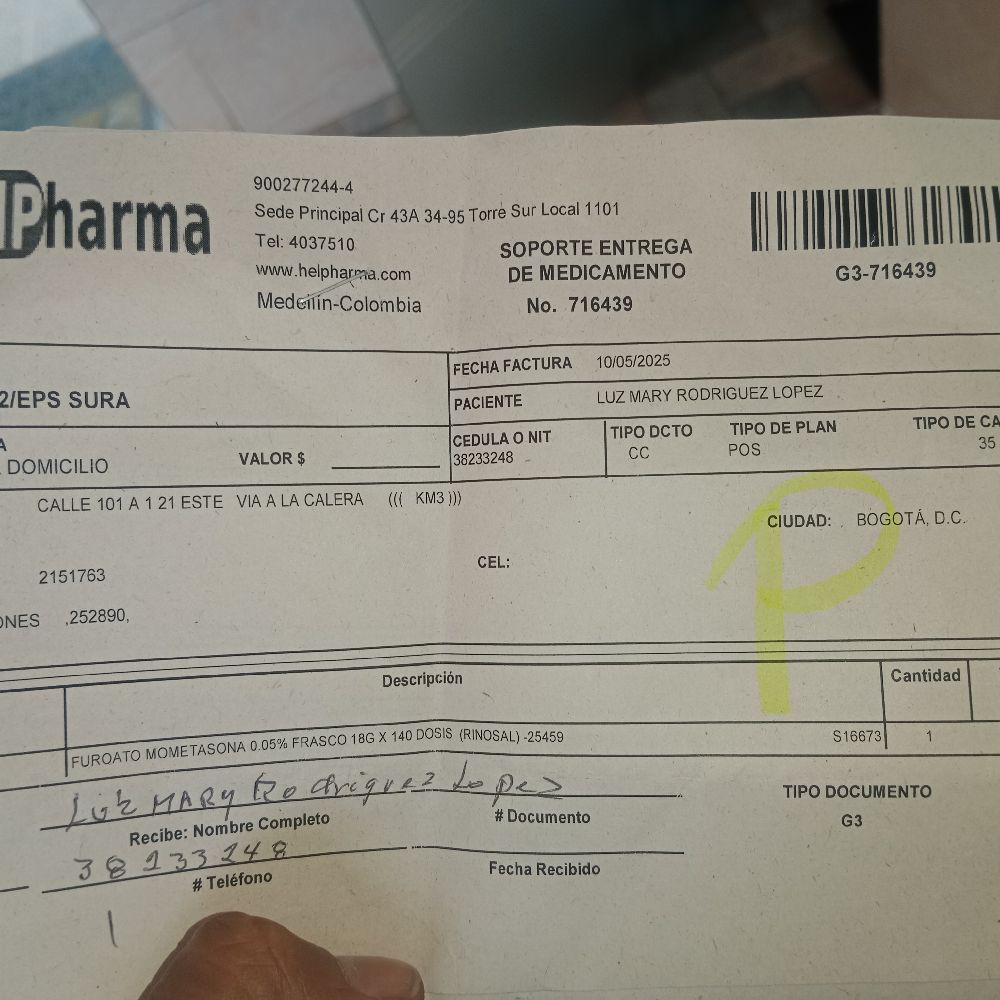 Pharma
900277244-4
Sede Principal Cr 43A 34-95 Torre Sur Local 1101
Tel: 4037510
www.helpharma.com
Medellín-Colombia
SOPORTE ENTREGA
DE MEDICAMENTO
No. 716439
G3-716439
FECHA FACTURA 10/05/2025
2/EPS SURA
PACIENTE LUZ MARY RODRIGUEZ LOPEZ
A
DOMICILIO
VALOR $
CEDULA O NIT
38233248
TIPO DCTO
CC
TIPO DE PLAN
POS
TIPO DE CA
35
CALLE 101 A 1 21 ESTE VIA A LA CALERA ((( KM3 )))
CIUDAD: BOGOTÁ, D.C.
CEL:
2151763
ONES ,252890,
P
Descripción
Cantidad
FUROATO MOMETASONA 0.05% FRASCO 18G X 140 DOSIS (RINOSAL) -25459
S16673
1
Luz MARY Rodriguez Lopez
Recibe: Nombre Completo
# Documento
TIPO DOCUMENTO
G3
38233248
# Teléfono
Fecha Recibido